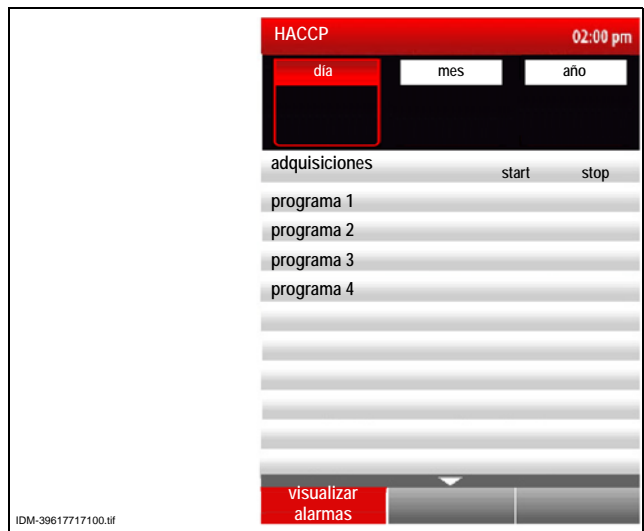 HACCP 02:00 pm
día mes año
adquisiciones start stop
programa 1
programa 2
programa 3
programa 4
visualizar
alarmas
IDM-39617717100.tif